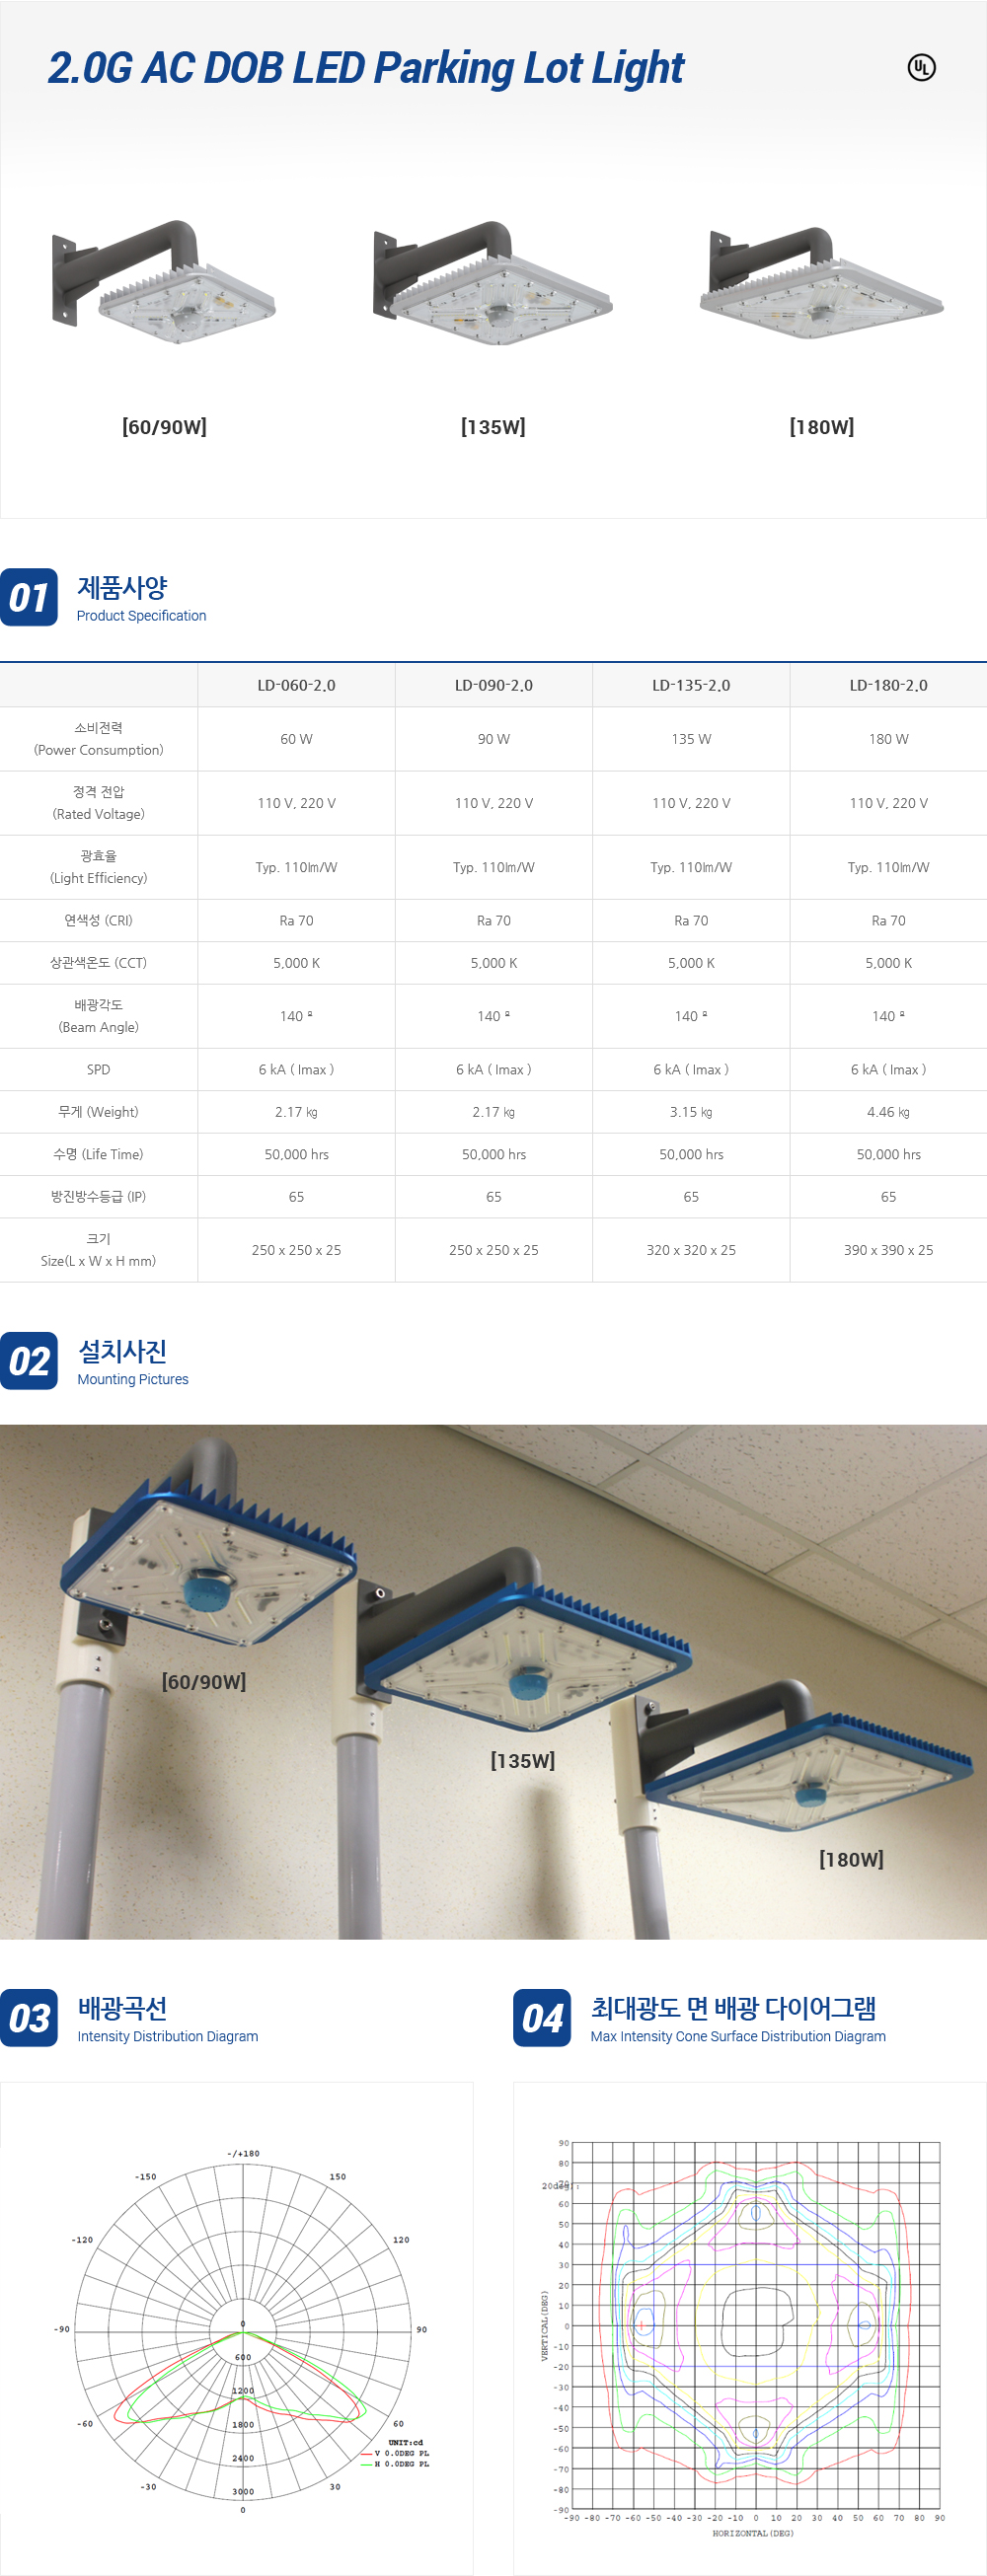 2.0G AC DOB LED Parking Lot Light
UL
[60/90W]
[135W]
[180W]
01
제품사양
Product Specification
LD-060-2.0 LD-090-2.0 LD-135-2.0 LD-180-2.0
소비전력
(Power Consumption)
60 W 90 W 135 W 180 W
정격 전압
(Rated Voltage)
110 V, 220 V 110 V, 220 V 110 V, 220 V 110 V, 220 V
광효율
(Light Efficiency)
Typ. 110lm/W Typ. 110lm/W Typ. 110lm/W Typ. 110lm/W
연색성 (CRI) Ra 70 Ra 70 Ra 70 Ra 70
상관색온도 (CCT) 5,000 K 5,000 K 5,000 K 5,000 K
배광각도
(Beam Angle)
140 º 140 º 140 º 140 º
SPD 6 kA ( Imax ) 6 kA ( Imax ) 6 kA ( Imax ) 6 kA ( Imax )
무게 (Weight) 2.17 ㎏ 2.17 ㎏ 3.15 ㎏ 4.46 ㎏
수명 (Life Time) 50,000 hrs 50,000 hrs 50,000 hrs 50,000 hrs
방진방수등급 (IP) 65 65 65 65
크기
Size(L x W x H mm)
250 x 250 x 25 250 x 250 x 25 320 x 320 x 25 390 x 390 x 25
02
설치사진
Mounting Pictures
[60/90W]
[135W]
[180W]
03
배광곡선
Intensity Distribution Diagram
-/+180
-150 150
-120 120
-90 0 90
600
1200
-60 1800 60
UNIT:cd
V 0.0DEG PL
H 0.0DEG PL
2400
-30 3000 30
0
04
최대광도 면 배광 다이어그램
Max Intensity Cone Surface Distribution Diagram
90
80
70
60
50
40
30
20
10
0
-10
-20
-30
-40
-50
-60
-70
-80
-90
VERTICAL(DEG)
-90 -80 -70 -60 -50 -40 -30 -20 -10 0 10 20 30 40 50 60 70 80 90
HORIZONTAL(DEG)